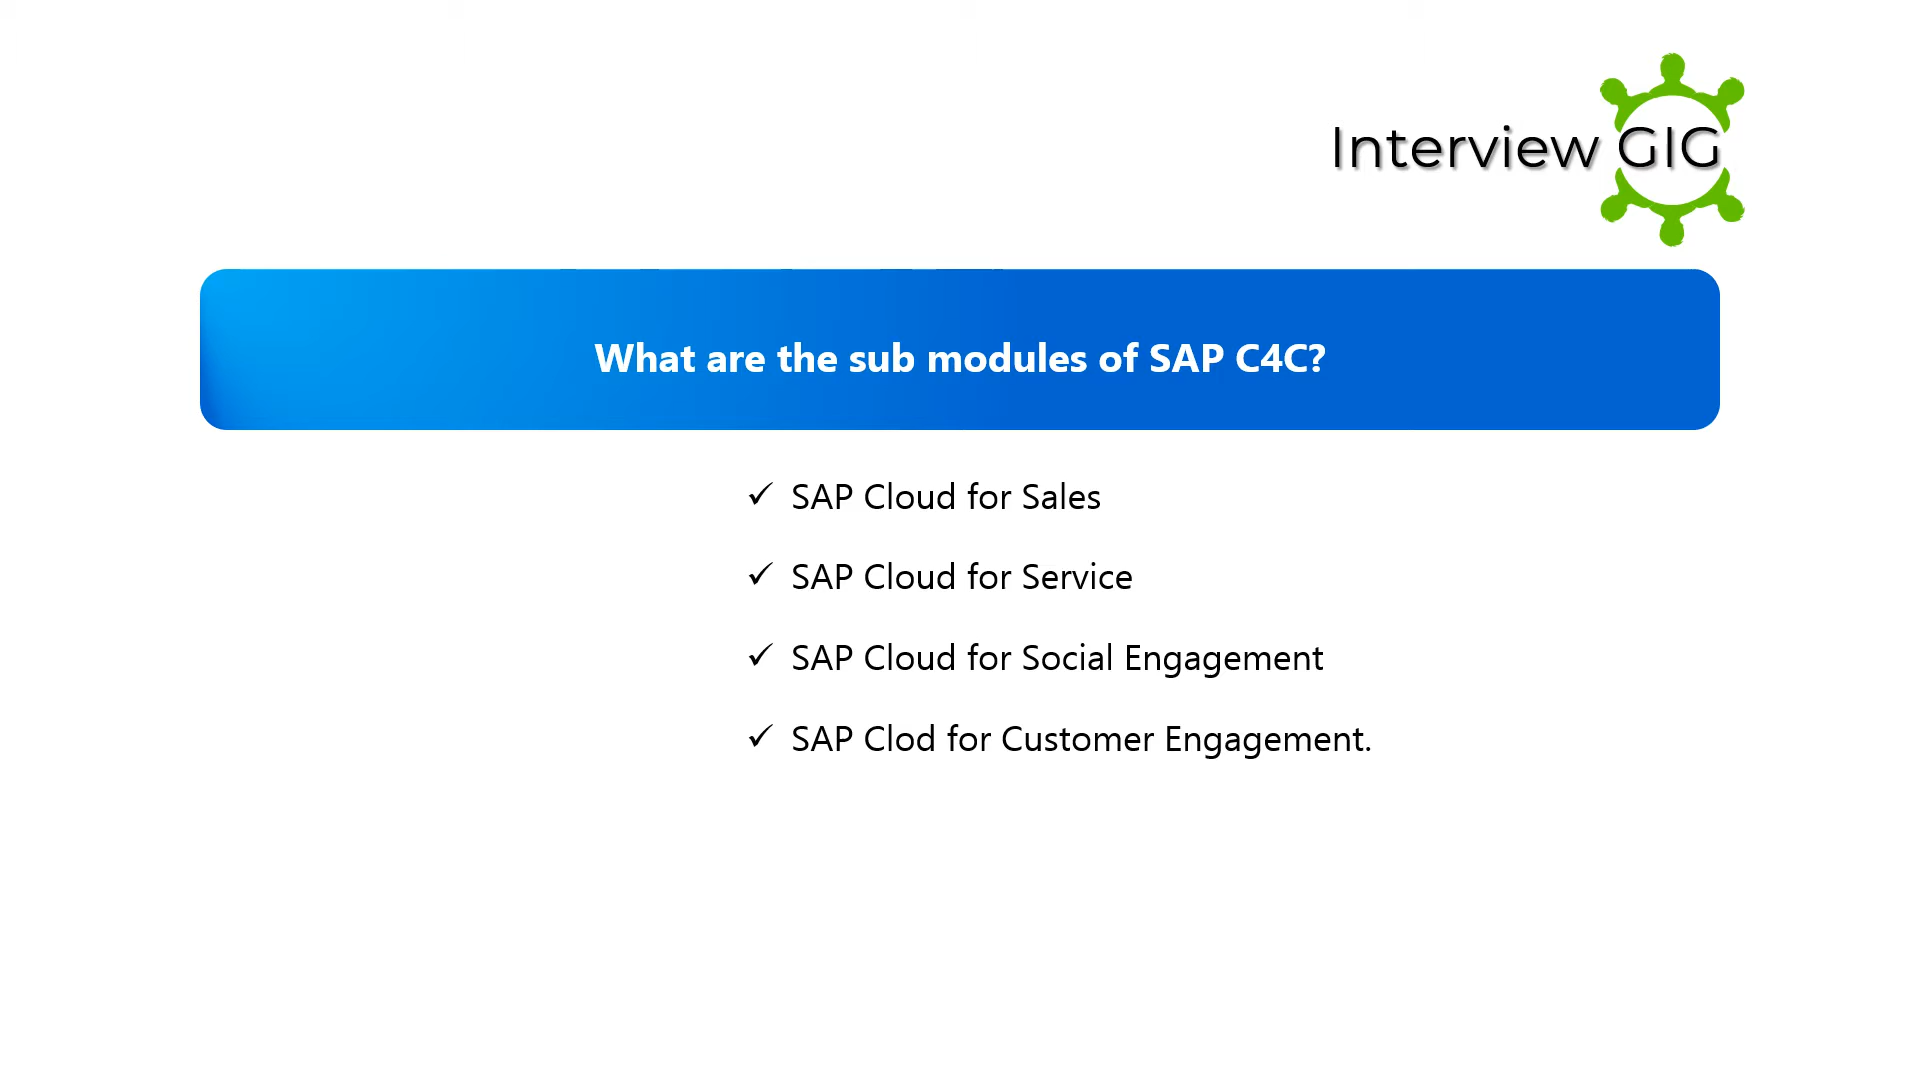 Interview GIG
What are the sub modules of SAP C4C?
✓ SAP Cloud for Sales
✓ SAP Cloud for Service
✓ SAP Cloud for Social Engagement
✓ SAP Clod for Customer Engagement.